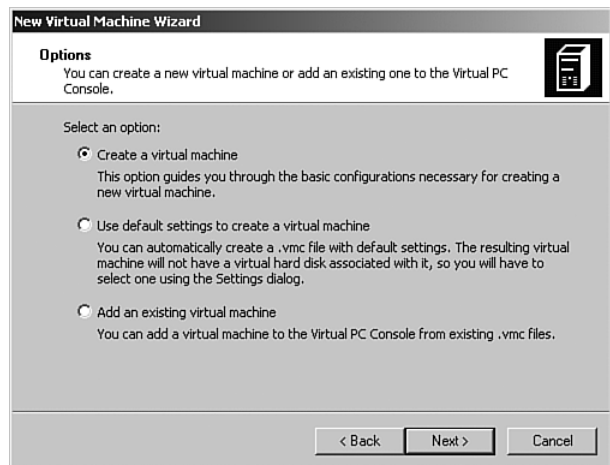 New Virtual Machine Wizard
Options
You can create a new virtual machine or add an existing one to the Virtual PC
Console.
Select an option:
Create a virtual machine
This option guides you through the basic configurations necessary for creating a
new virtual machine.
Use default settings to create a virtual machine
You can automatically create a .vmc file with default settings. The resulting virtual
machine will not have a virtual hard disk associated with it, so you will have to
select one using the Settings dialog.
Add an existing virtual machine
You can add a virtual machine to the Virtual PC Console from existing .vmc files.
< Back Next > Cancel